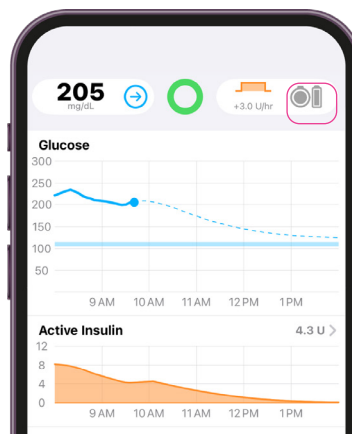 205
mg/dL
+3.0 U/hr
Glucose
300
250
200
150
100
50
9 AM 10 AM 11 AM 12 PM 1 PM
Active Insulin 4.3 U
12
8
4
0
9 AM 10 AM 11 AM 12 PM 1 PM